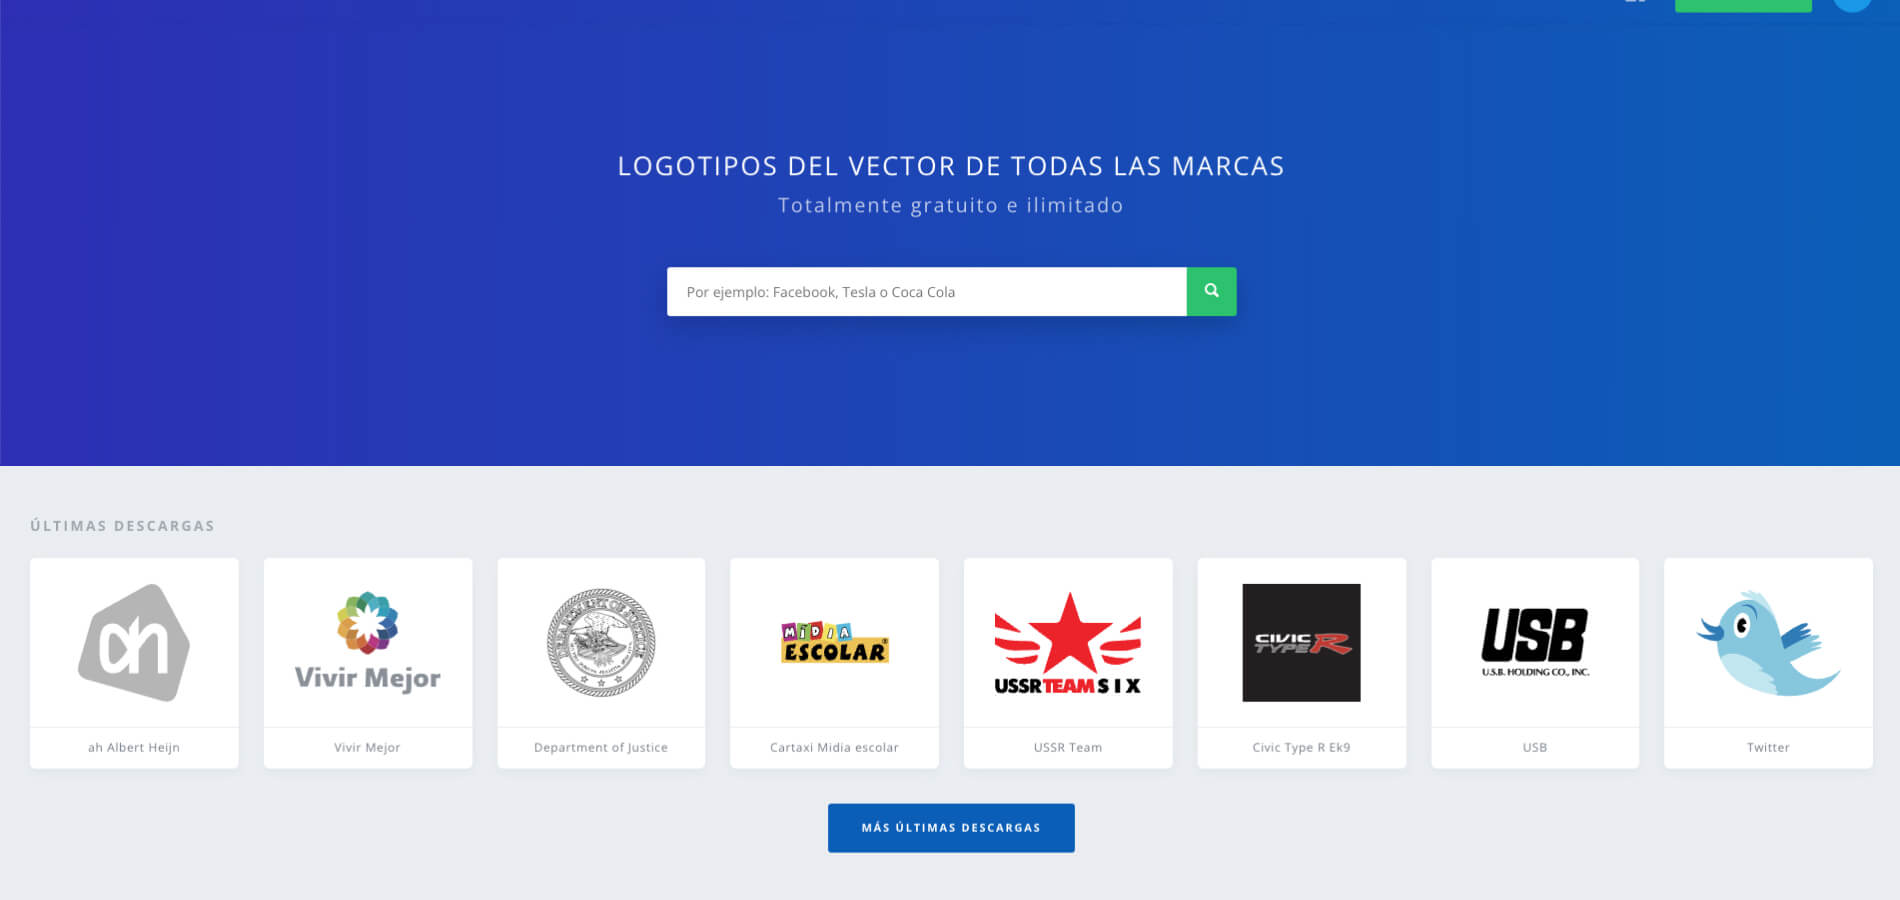 LOGOTIPOS DEL VECTOR DE TODAS LAS MARCAS
Totalmente gratuito e ilimitado
Por ejemplo: Facebook, Tesla o Coca Cola
ÚLTIMAS DESCARGAS
ah
Vivir Mejor
MIDIA
ESCOLAR
USSRTEAM SIX
CIVIC
TYPE R
USB
U.S.B. HOLDING CO., INC.
ah Albert Heijn
Vivir Mejor
Department of Justice
Cartaxi Midia escolar
USSR Team
Civic Type R Ek9
USB
Twitter
MÁS ÚLTIMAS DESCARGAS